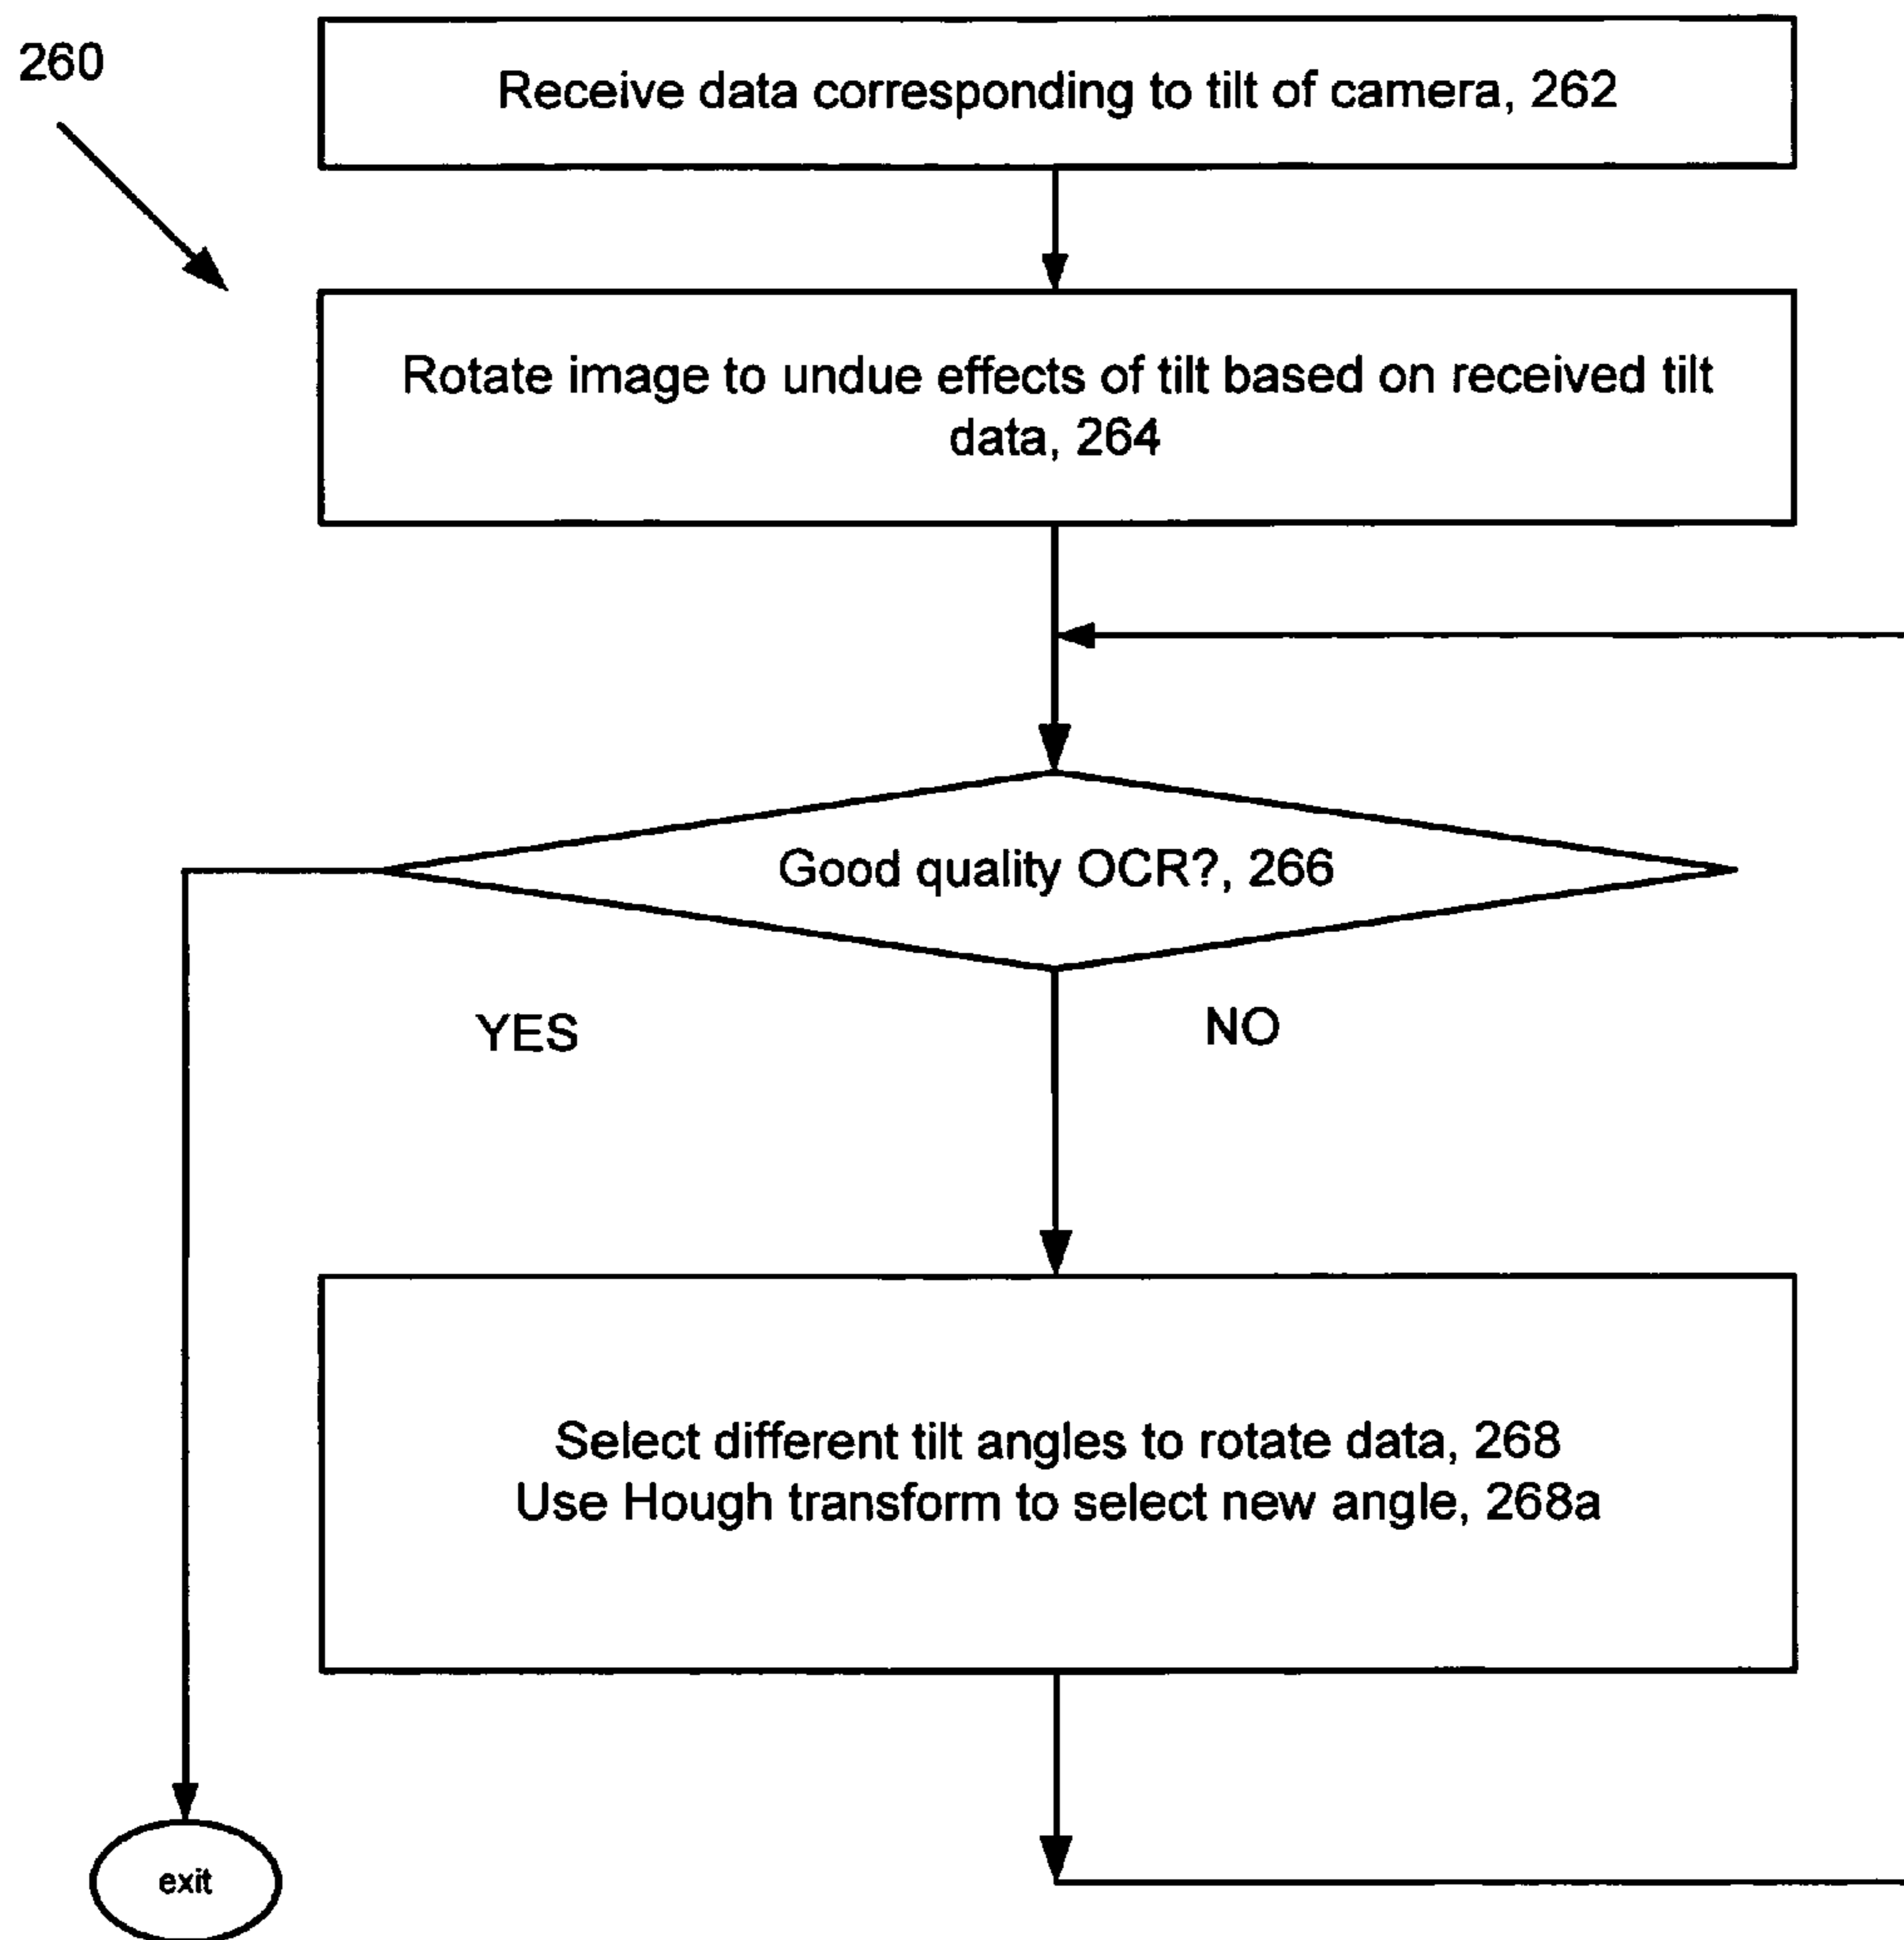 260
Receive data corresponding to tilt of camera, 262
Rotate image to undue effects of tilt based on received tilt
data, 264
Good quality OCR?, 266
YES
NO
Select different tilt angles to rotate data, 268
Use Hough transform to select new angle, 268a
exit